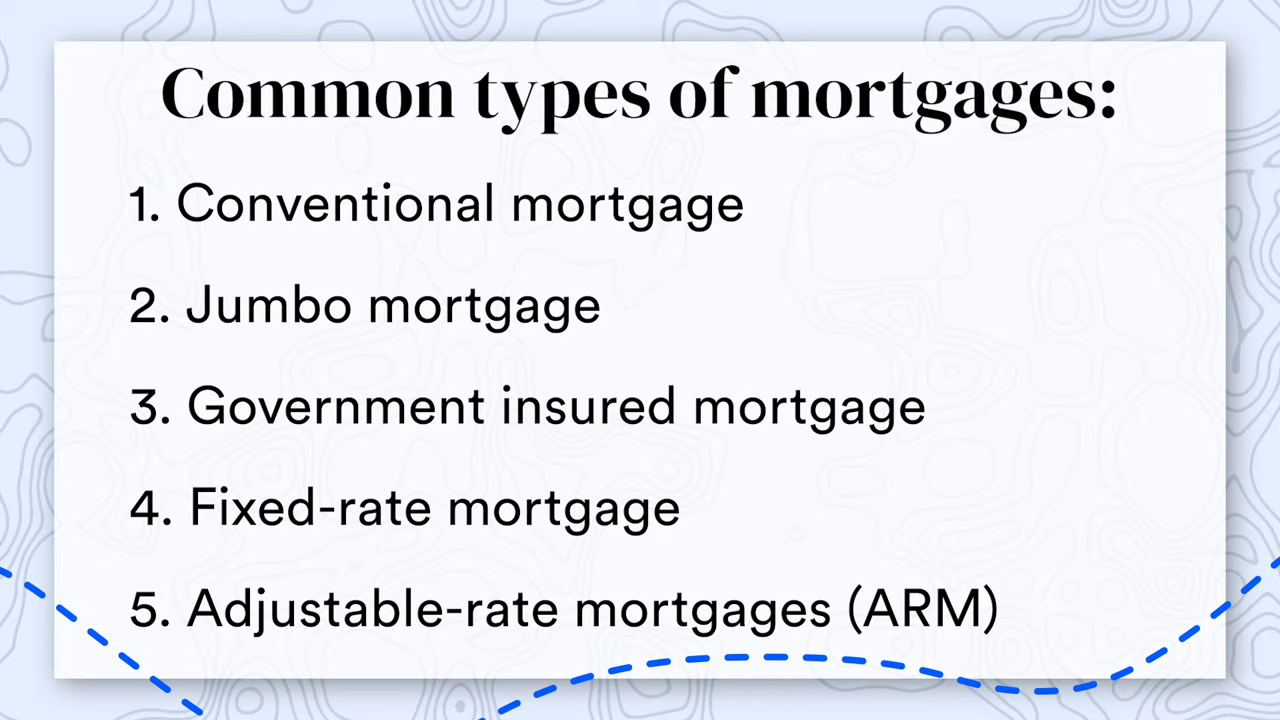 Common types of mortgages:
1. Conventional mortgage
2. Jumbo mortgage
3. Government insured mortgage
4. Fixed-rate mortgage
5. Adjustable-rate mortgages (ARM)